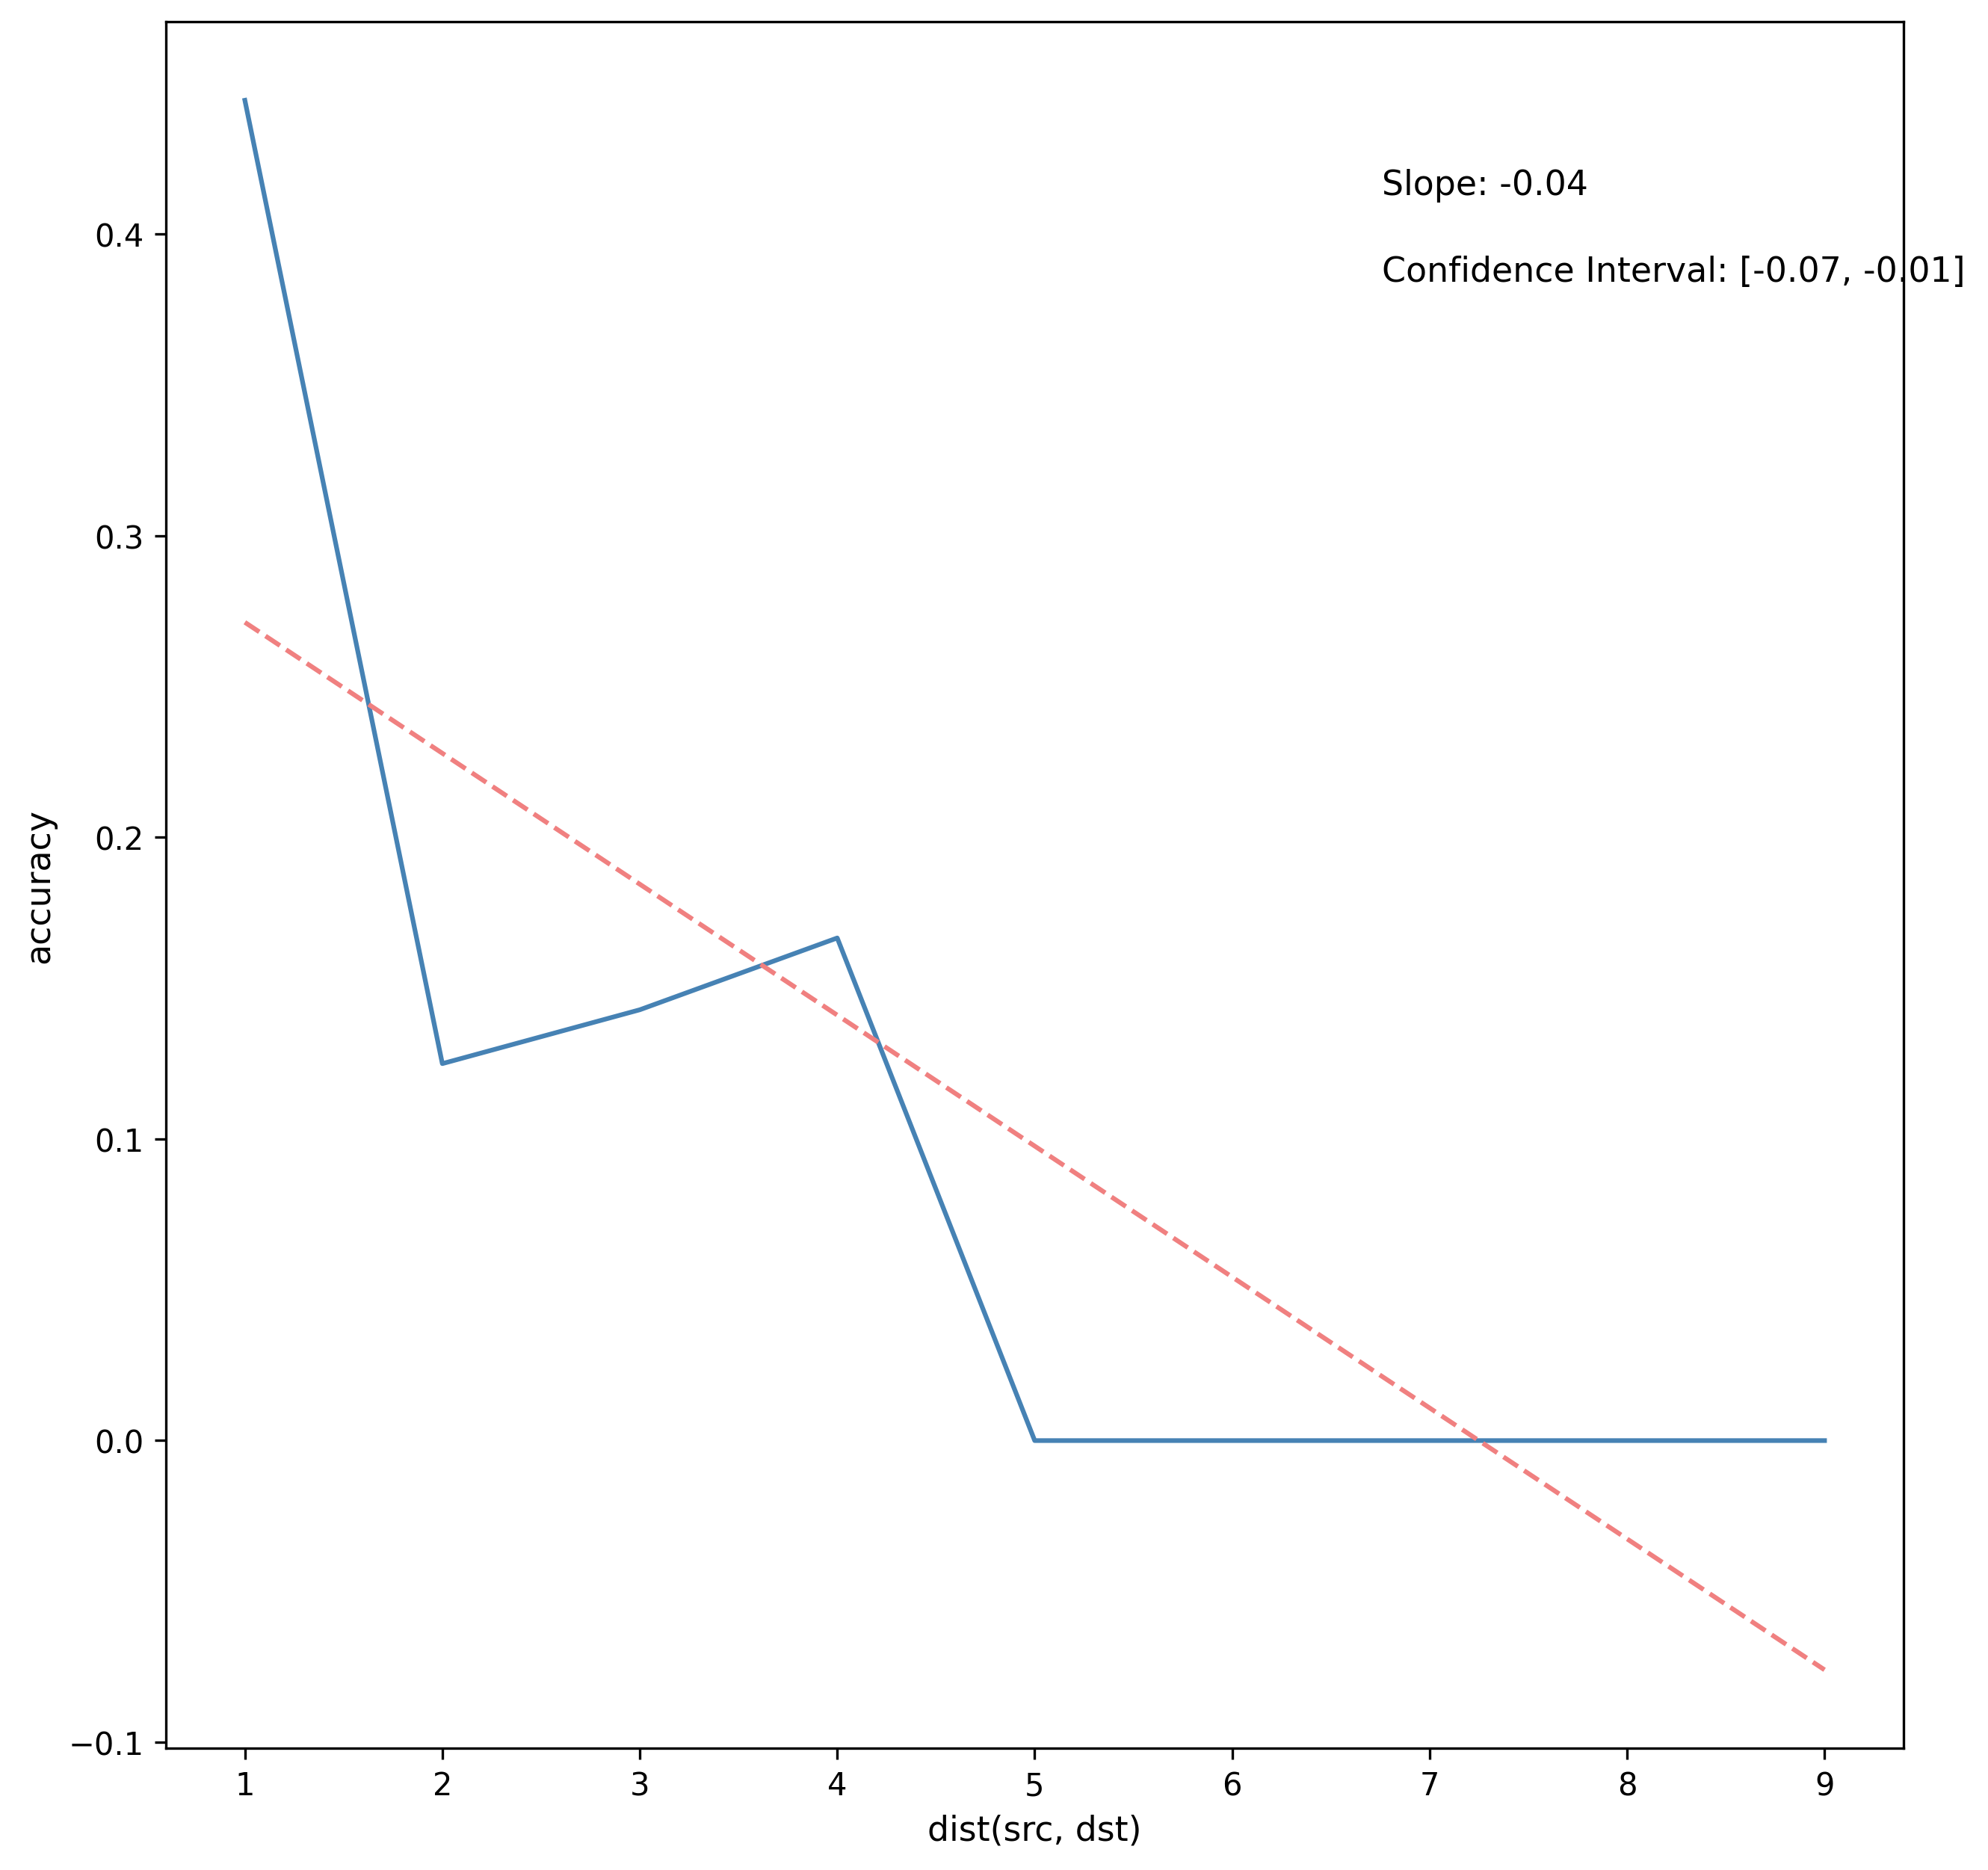 Slope: -0.04
Confidence Interval: [-0.07, -0.01]
0.4
0.3
0.2
0.1
0.0
−0.1
accuracy
1 2 3 4 5 6 7 8 9
dist(src, dst)